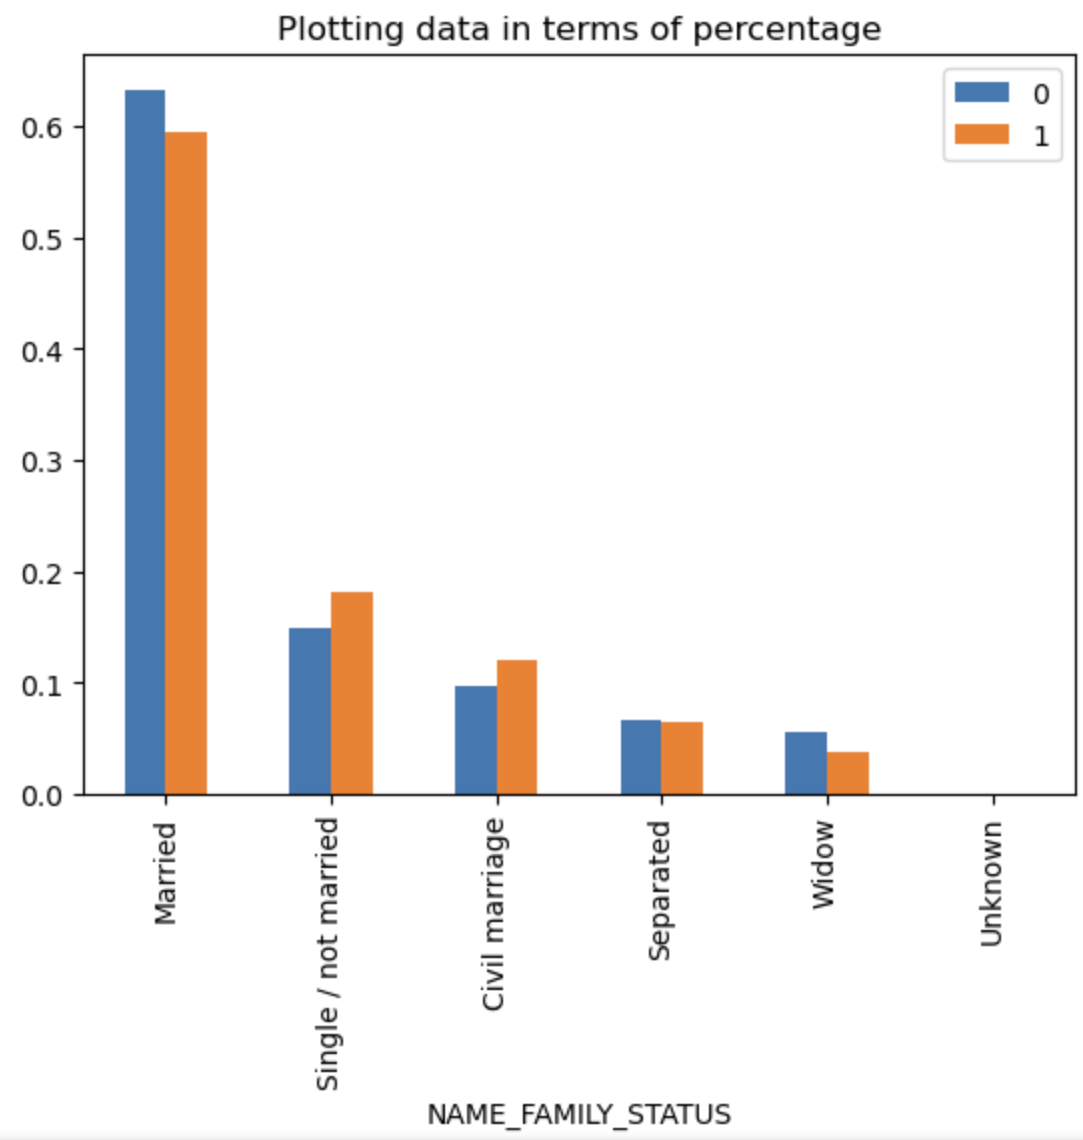 Plotting data in terms of percentage
0
1
0.6
0.5
0.4
0.3
0.2
0.1
0.0
Married
Single / not married
Civil marriage
Separated
Widow
Unknown
NAME_FAMILY_STATUS